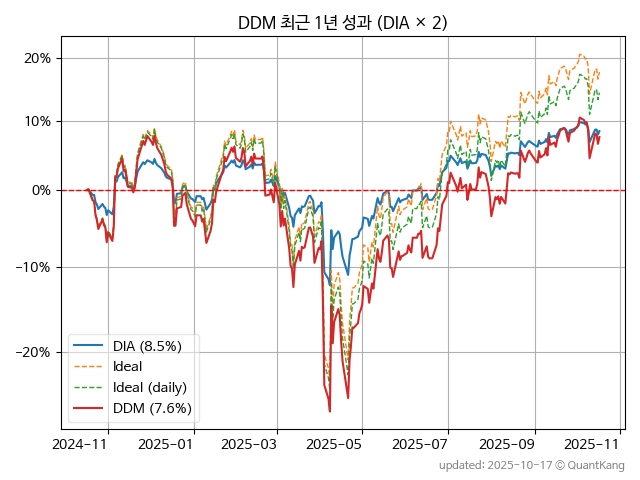 DDM 최근 1년 성과 (DIA × 2)
20%
10%
0%
−10%
−20%
DIA (8.5%)
Ideal
Ideal (daily)
DDM (7.6%)
2024-11
2025-01
2025-03
2025-05
2025-07
2025-09
2025-11
updated: 2025-10-17 © QuantKang